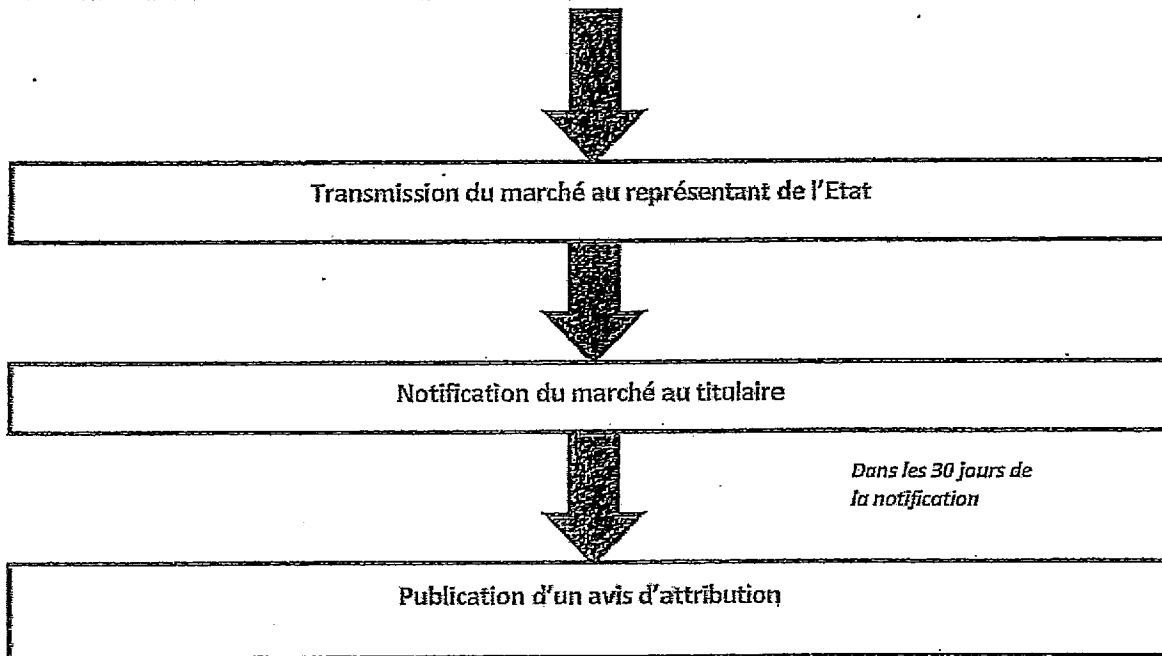 Transmission du marché au représentant de l'Etat
Notification du marché au titulaire
Dans les 30 jours de
la notification
Publication d'un avis d'attribution